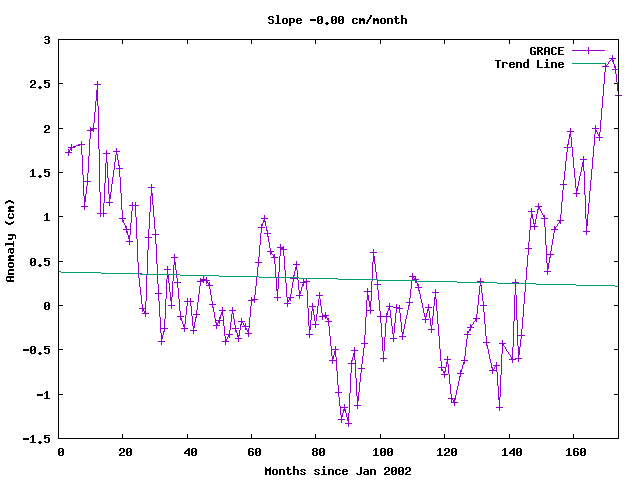 Slope -0.00 cm/month
GRACE
Trend Line
3
2.5
2
1.5
1
0.5
0
-0.5
-1
-1.5
Anomaly (cm)
0 20 40 60 80 100 120 140 160
Months since Jan 2002